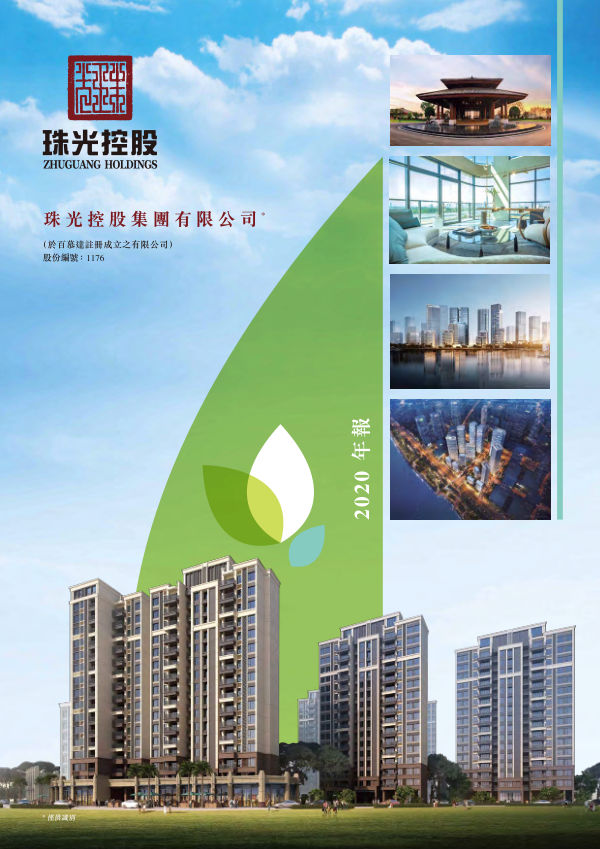 珠光控股
ZHUGUANG HOLDINGS
珠光控股集團有限公司*
(於百慕達註冊成立之有限公司)
股份編號：1176
2020 年報
* 僅供識別